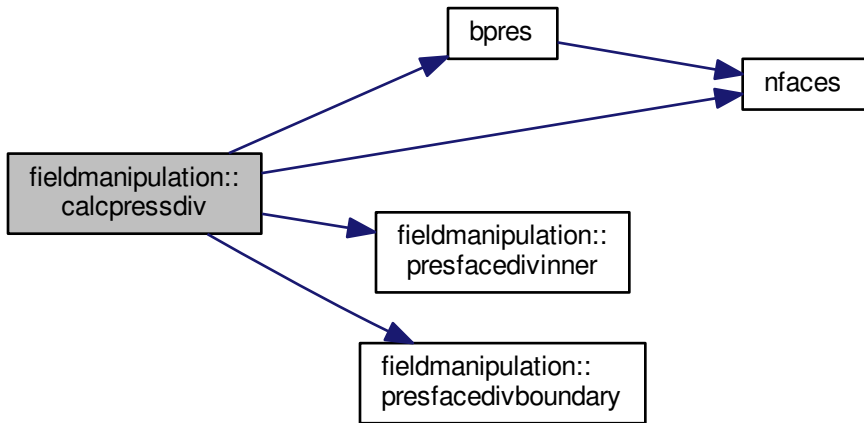 bpres
nfaces
fieldmanipulation::
calcpressdiv
fieldmanipulation::
presfacedivinner
fieldmanipulation::
presfacedivboundary